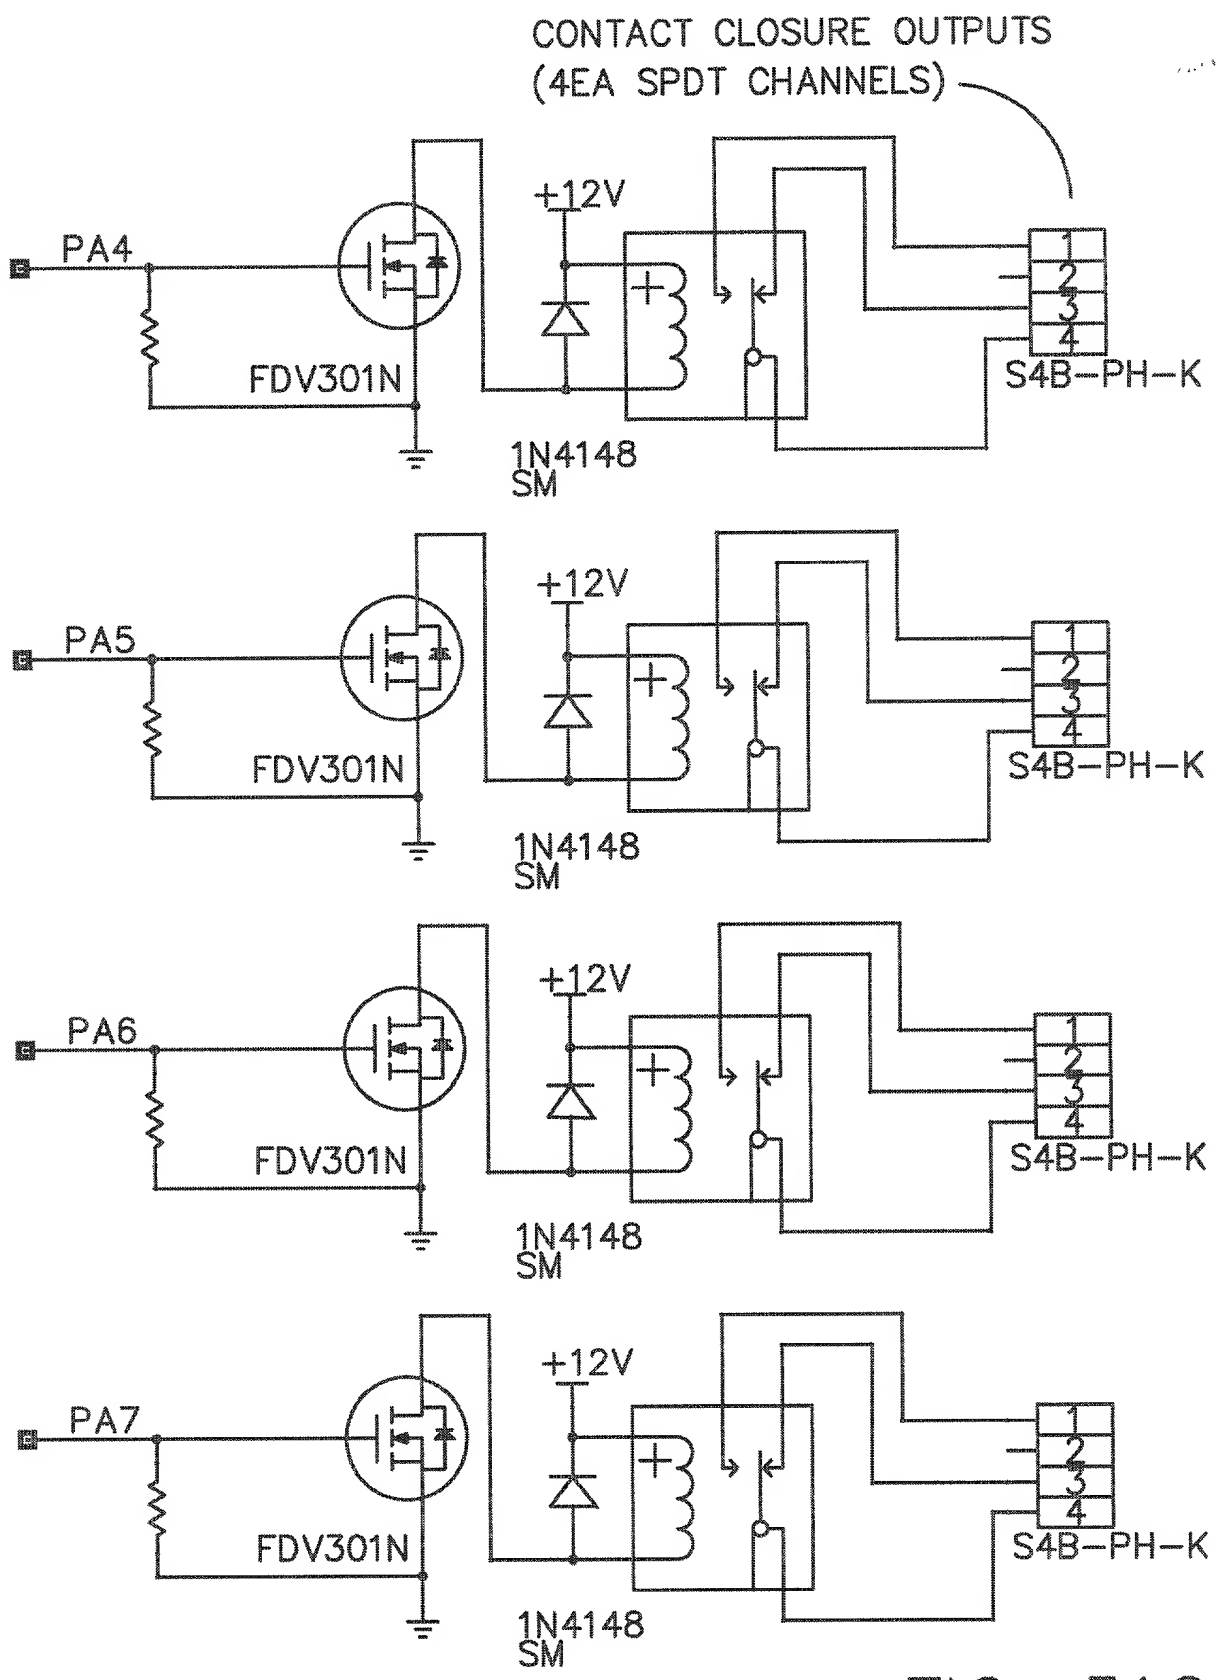 CONTACT CLOSURE OUTPUTS
(4EA SPDT CHANNELS)
+12V
PA4
1
2
3
4
FDV301N
S4B-PH-K
1N4148
SM
+12V
PA5
1
2
3
4
FDV301N
S4B-PH-K
1N4148
SM
+12V
PA6
1
2
3
4
FDV301N
S4B-PH-K
1N4148
SM
+12V
PA7
1
2
3
4
FDV301N
S4B-PH-K
1N4148
SM